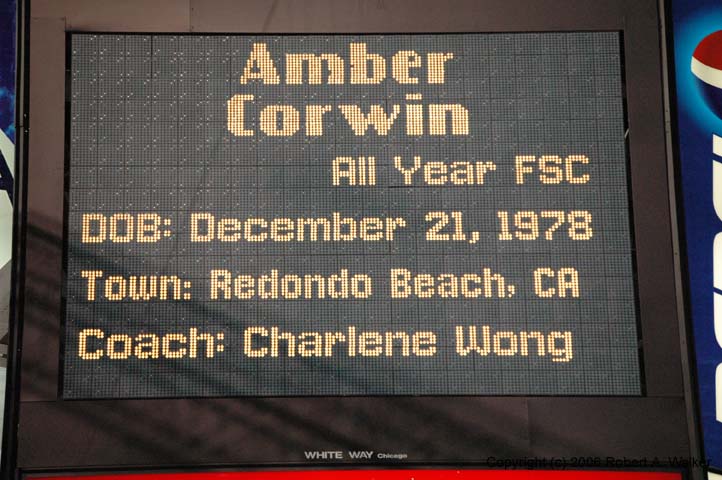 Amber
Corwin
All Year FSC
DOB: December 21, 1978
Town: Redondo Beach, CA
Coach: Charlene Wong
WHITE WAY Chicago
Copyright (c) 2006 Robert A. Walker